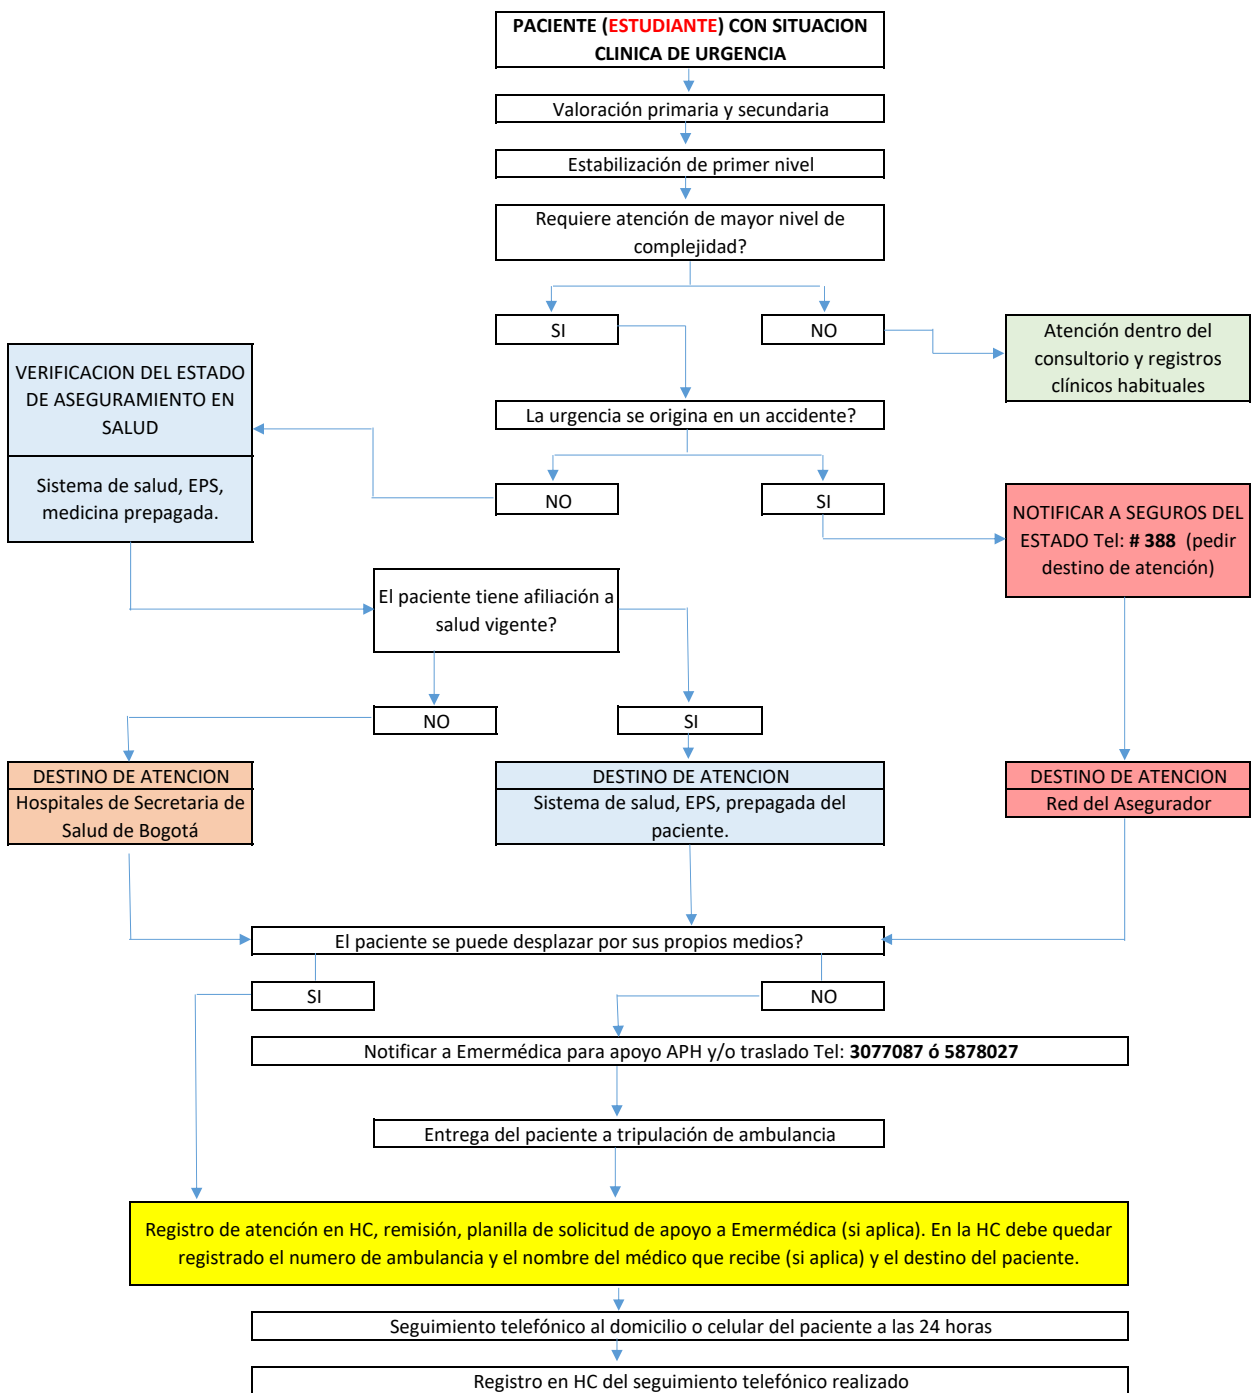 PACIENTE (ESTUDIANTE) CON SITUACION
CLINICA DE URGENCIA
Valoración primaria y secundaria
Estabilización de primer nivel
Requiere atención de mayor nivel de
complejidad?
SI
NO
Atención dentro del
consultorio y registros
clínicos habituales
VERIFICACION DEL ESTADO
DE ASEGURAMIENTO EN
SALUD
Sistema de salud, EPS,
medicina prepagada.
La urgencia se origina en un accidente?
NO
SI
NOTIFICAR A SEGUROS DEL
ESTADO Tel: # 388 (pedir
destino de atención)
El paciente tiene afiliación a
salud vigente?
NO
SI
DESTINO DE ATENCION
Hospitales de Secretaria de
Salud de Bogotá
DESTINO DE ATENCION
Sistema de salud, EPS, prepagada del
paciente.
DESTINO DE ATENCION
Red del Asegurador
El paciente se puede desplazar por sus propios medios?
SI
NO
Notificar a Emermédica para apoyo APH y/o traslado Tel: 3077087 ó 5878027
Entrega del paciente a tripulación de ambulancia
Registro de atención en HC, remisión, planilla de solicitud de apoyo a Emermédica (si aplica). En la HC debe quedar
registrado el numero de ambulancia y el nombre del médico que recibe (si aplica) y el destino del paciente.
Seguimiento telefónico al domicilio o celular del paciente a las 24 horas
Registro en HC del seguimiento telefónico realizado